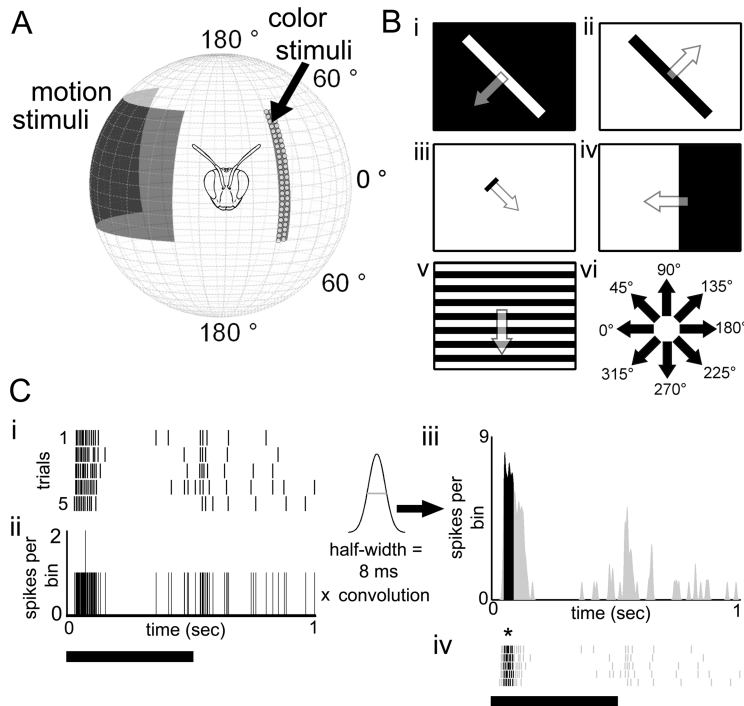 A
color
stimuli
180 °
60 °
motion
stimuli
0 °
60 °
180 °
B
i
ii
iii
iv
v
vi
90°
45°
135°
0°
180°
315°
225°
270°
C
i
1
trials
5
ii
2
spikes per
bin
0
0
time (sec)
1
half-width =
8 ms
x convolution
iii
9
spikes per
bin
0
0
time (sec)
1
*
iv